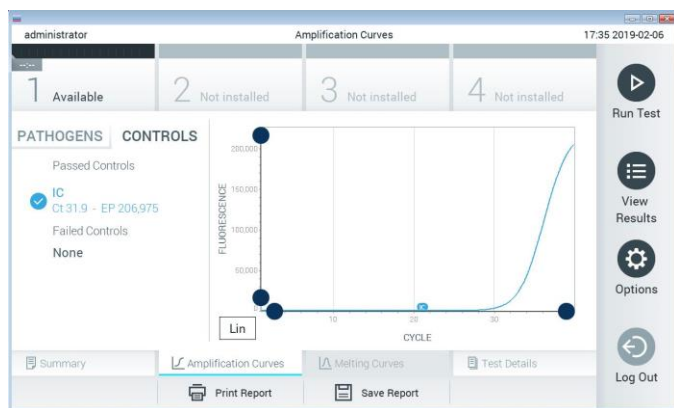 administrator
Amplification Curves
17:35 2019-02-06
--:--
1 Available
2 Not installed
3 Not installed
4 Not installed
Run Test
View
Results
Options
Log Out
PATHOGENS
CONTROLS
Passed Controls
IC
Ct 31.9 - EP 206,975
Failed Controls
None
FLUORESCENCE
200,000
150,000
100,000
50,000
0
10
20
30
CYCLE
Lin
Summary
Amplification Curves
Melting Curves
Test Details
Print Report
Save Report